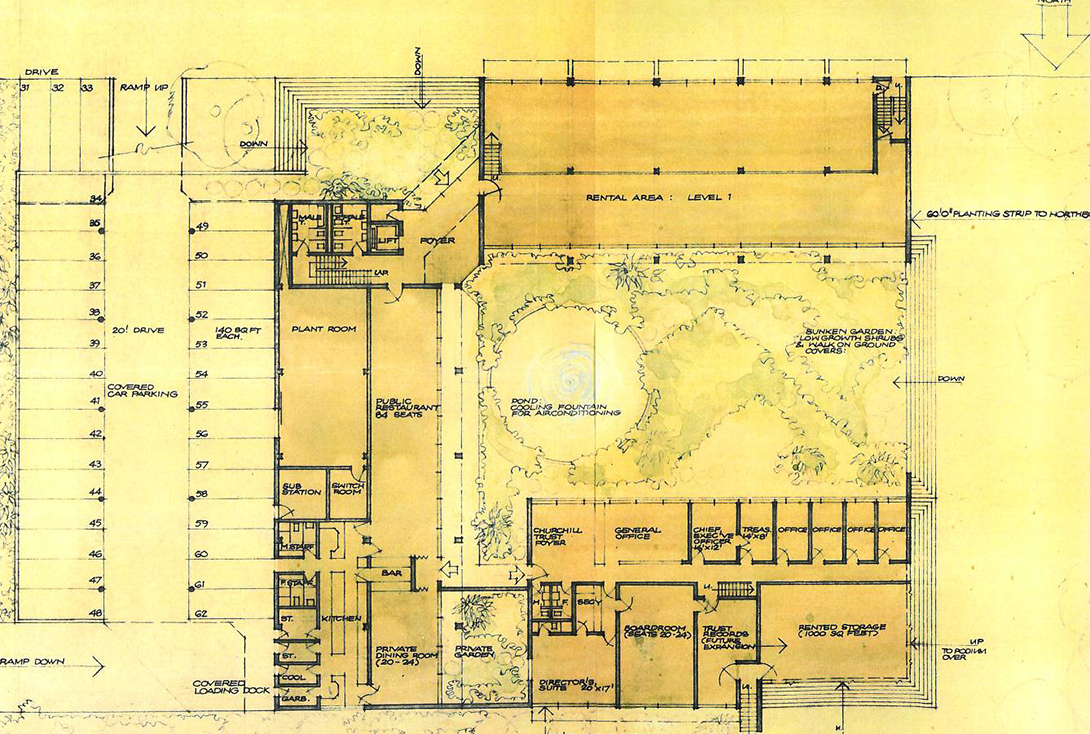 NORTH
DRIVE
31 32 33
RAMP UP
DOWN
DOWN
34
35
36
37
38
39
40
41
42
43
44
45
46
47
48
49
50
51
52
53
54
55
56
57
58
59
60
61
62
20' DRIVE
140 SQ FT
EACH.
COVERED
CAR PARKING
RAMP DOWN
COVERED
LOADING DOCK
MALE
LIFT
FOYER
UP
RENTAL AREA : LEVEL 1
60'0" PLANTING STRIP TO NORTHB
PLANT ROOM
PUBLIC
RESTAURANT
84 SEATS
SUB
STATION
SWITCH
ROOM
M.STAFF
F.STAFF
ST.
ST.
COOL
GARB.
KITCHEN
BAR
PRIVATE
DINING ROOM
(20-24)
PRIVATE
GARDEN
POND:
COOLING FOUNTAIN
FOR AIRCONDITIONING
SUNKEN GARDEN:
LOW GROWTH SHRUBS
& WALK ON GROUND
COVERS:
DOWN
CHURCHILL
TRUST
FOYER
GENERAL
OFFICE
CHIEF
EXEC'VE
OFFICER
14'X12'
TREAS.
14'X8'
OFFICE
OFFICE
OFFICE
OFFICE
F.
SECY
DIRECTOR'S
SUITE 20'X17'
BOARDROOM
(SEATS 20-24)
TRUST
RECORDS
(FUTURE
EXPANSION)
RENTED STORAGE
(1000 SQ FEET)
UP
TO PODIUM
OVER